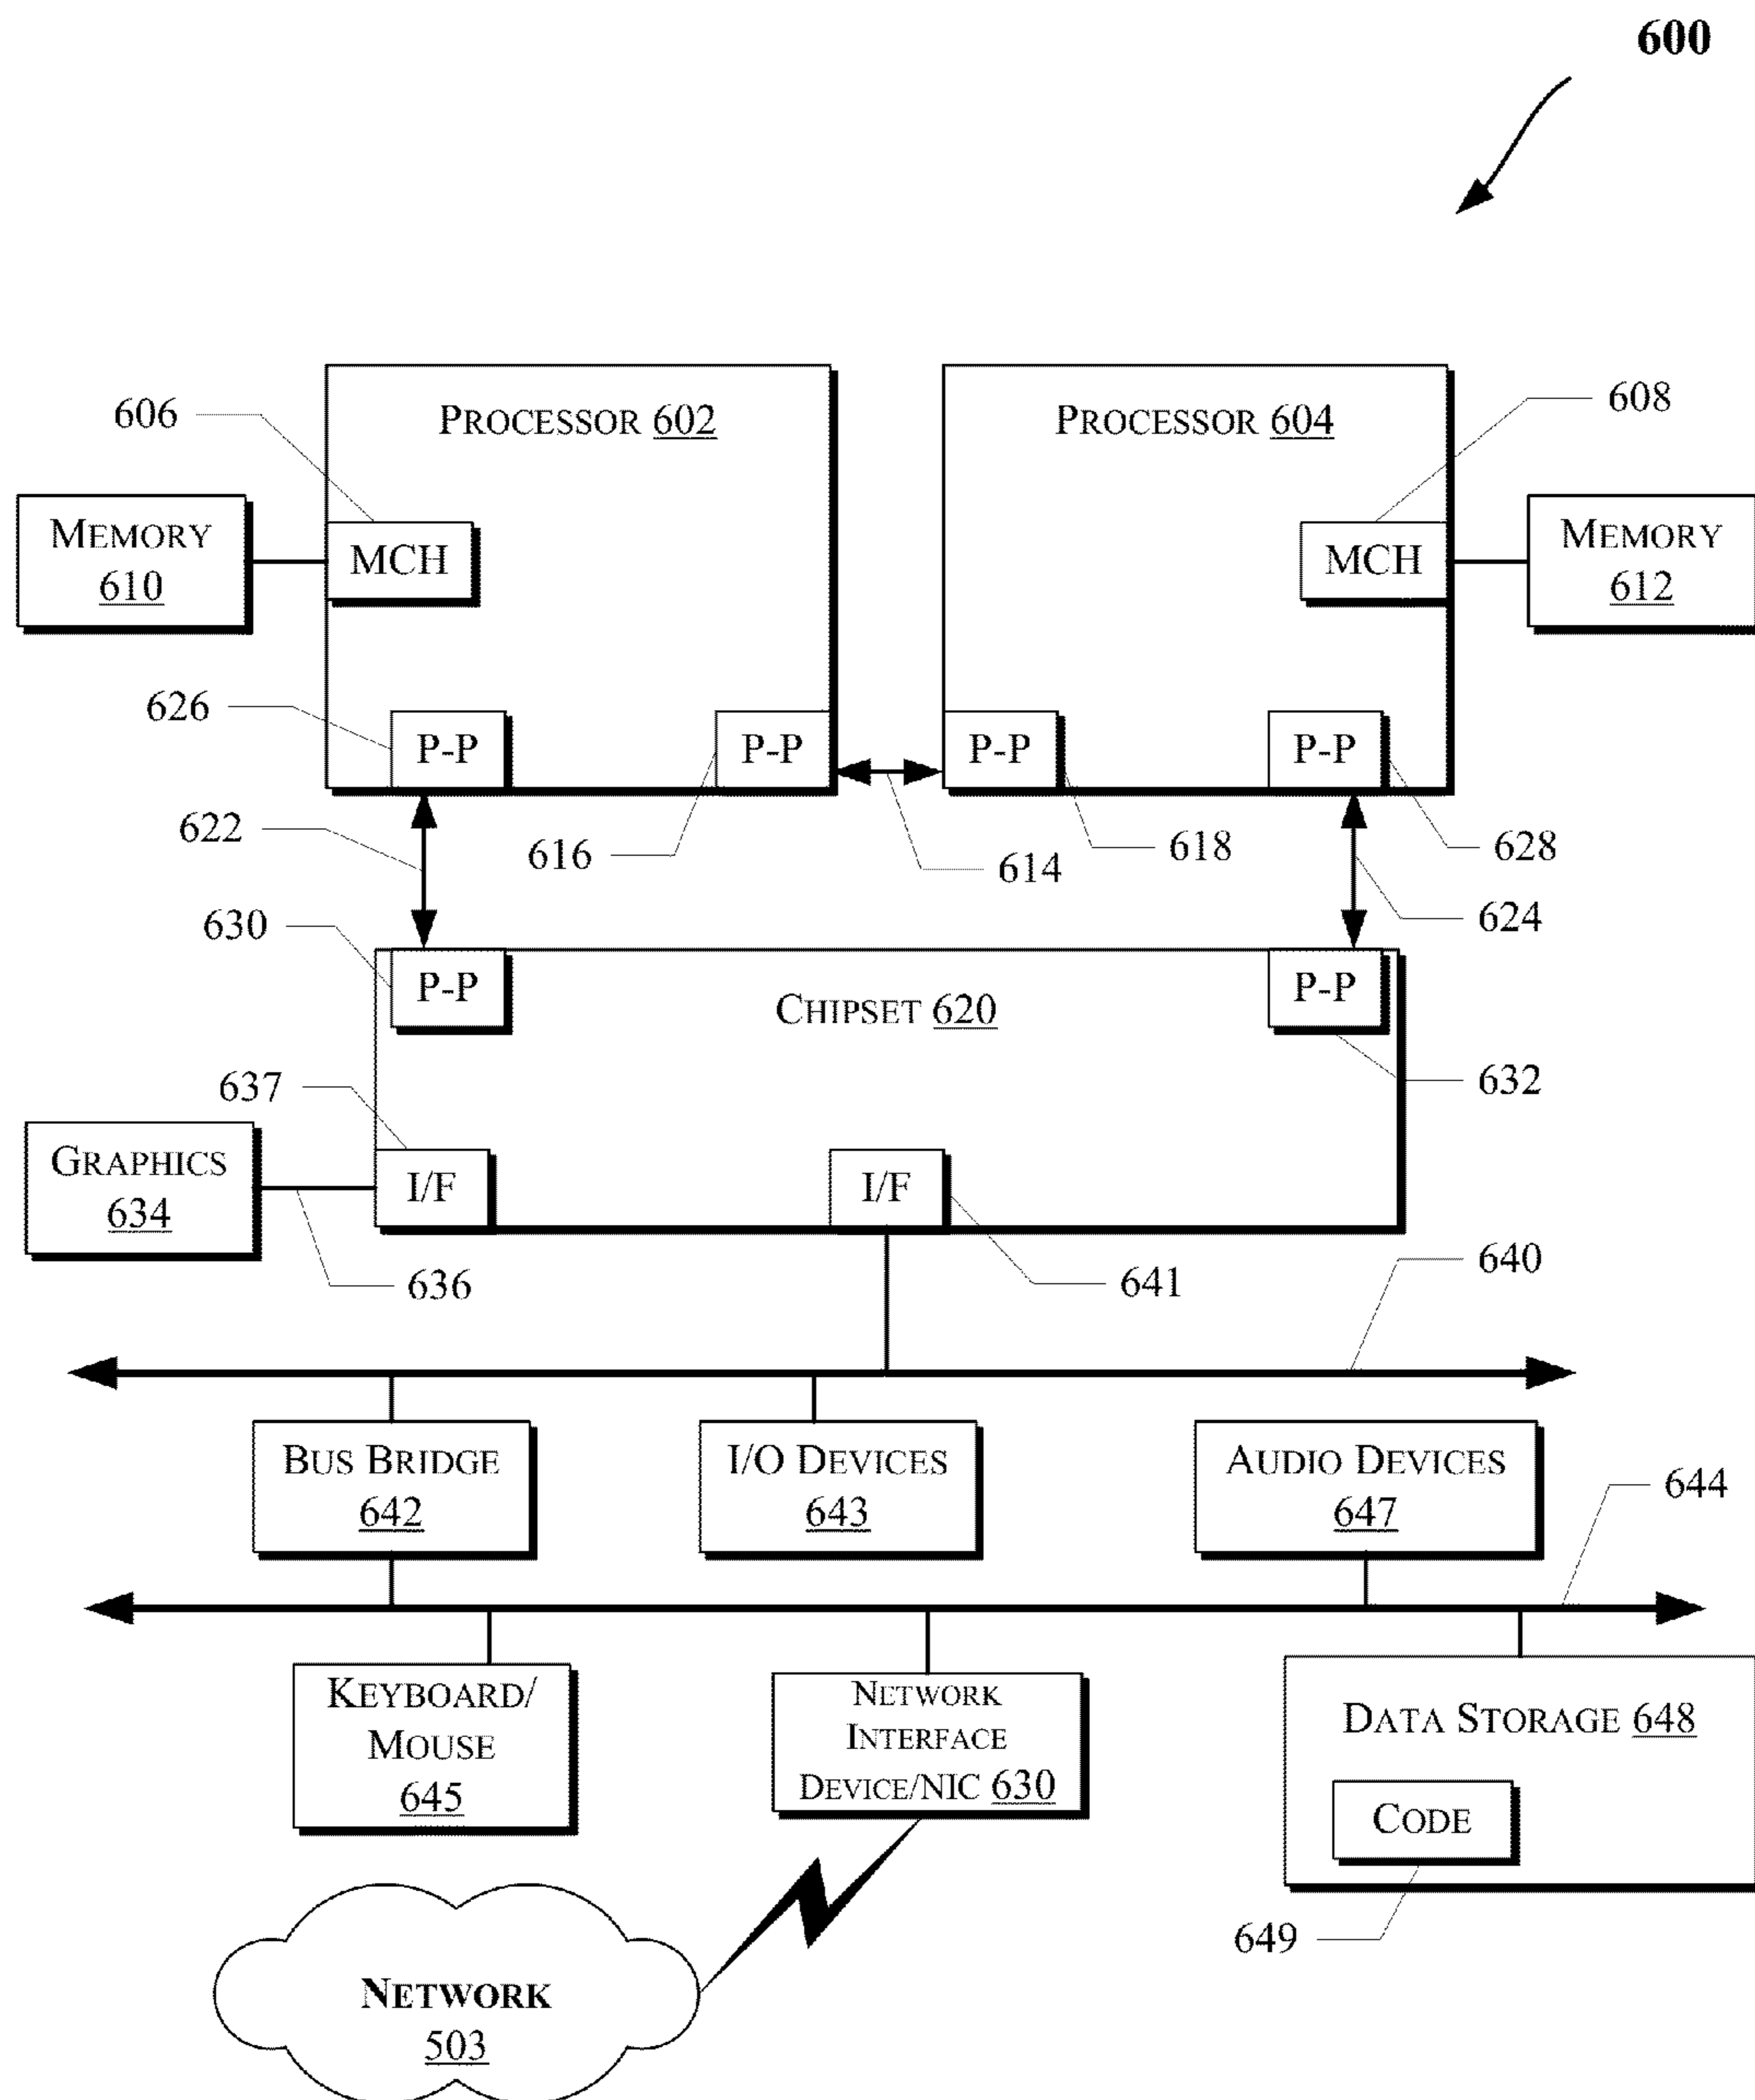 600
PROCESSOR 602
PROCESSOR 604
606
608
MEMORY
610
MCH
MCH
MEMORY
612
626
P-P
P-P
P-P
P-P
622
616
614
618
628
624
630
P-P
CHIPSET 620
P-P
637
632
GRAPHICS
634
I/F
I/F
636
641
640
BUS BRIDGE
642
I/O DEVICES
643
AUDIO DEVICES
647
644
KEYBOARD/
MOUSE
645
NETWORK
INTERFACE
DEVICE/NIC 630
DATA STORAGE 648
CODE
649
NETWORK
503